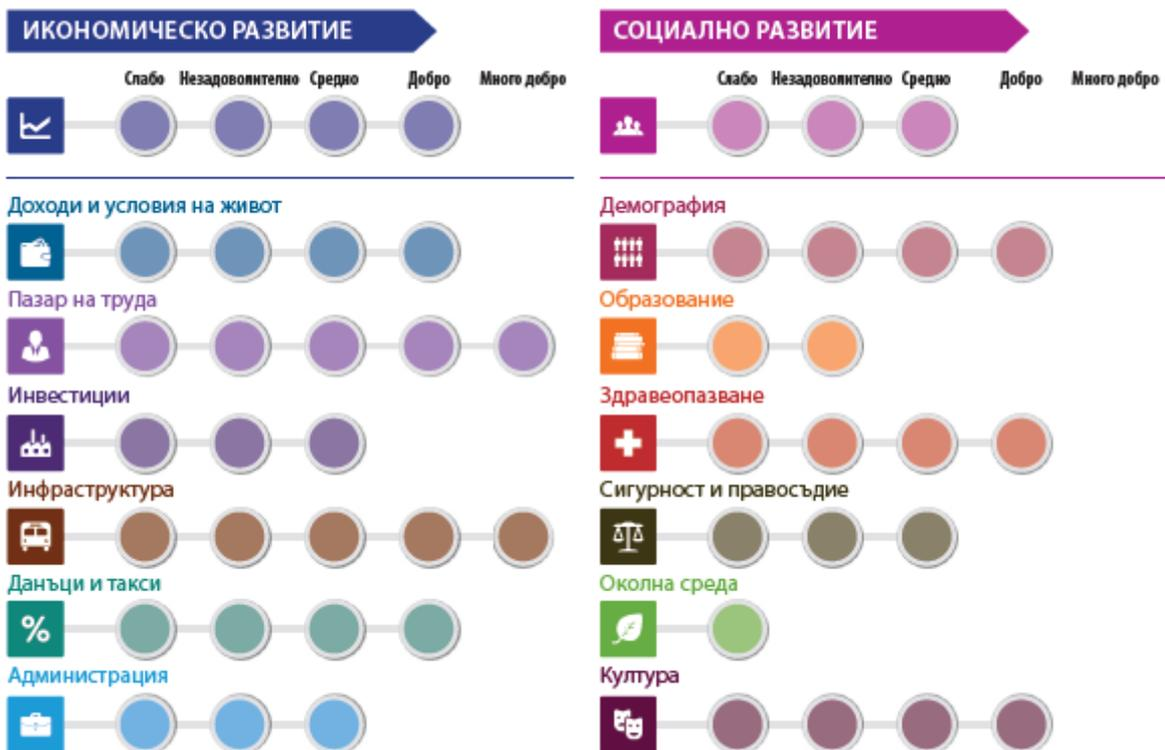 ИКОНОМИЧЕСКО РАЗВИТИЕ
Слабо Незадоволително Средно Добро Много добро
Доходи и условия на живот
Пазар на труда
Инвестиции
Инфраструктура
Данъци и такси
%
Администрация
СОЦИАЛНО РАЗВИТИЕ
Слабо Незадоволително Средно Добро Много добро
Демография
Образование
Здравеопазване
Сигурност и правосъдие
Околна среда
Култура